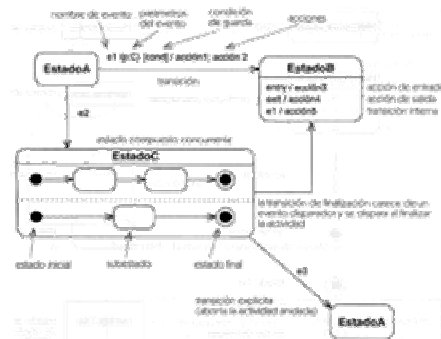 nombre de evento
parámetros
del evento
condición
de guarda
acciones
e1 (p:C) [cond] / acción1; acción 2
EstadoA
transición
EstadoB
entry / acción3
exit / acción4
e1 / acción5
acción de entrada
acción de salida
transición interna
e2
estado compuesto concurrente
EstadoC
la transición de finalización carece de un
evento disparador y se dispara al finalizar
la actividad
estado inicial
subestado
estado final
e3
transición explícita
(aborta la actividad anidada)
EstadoA